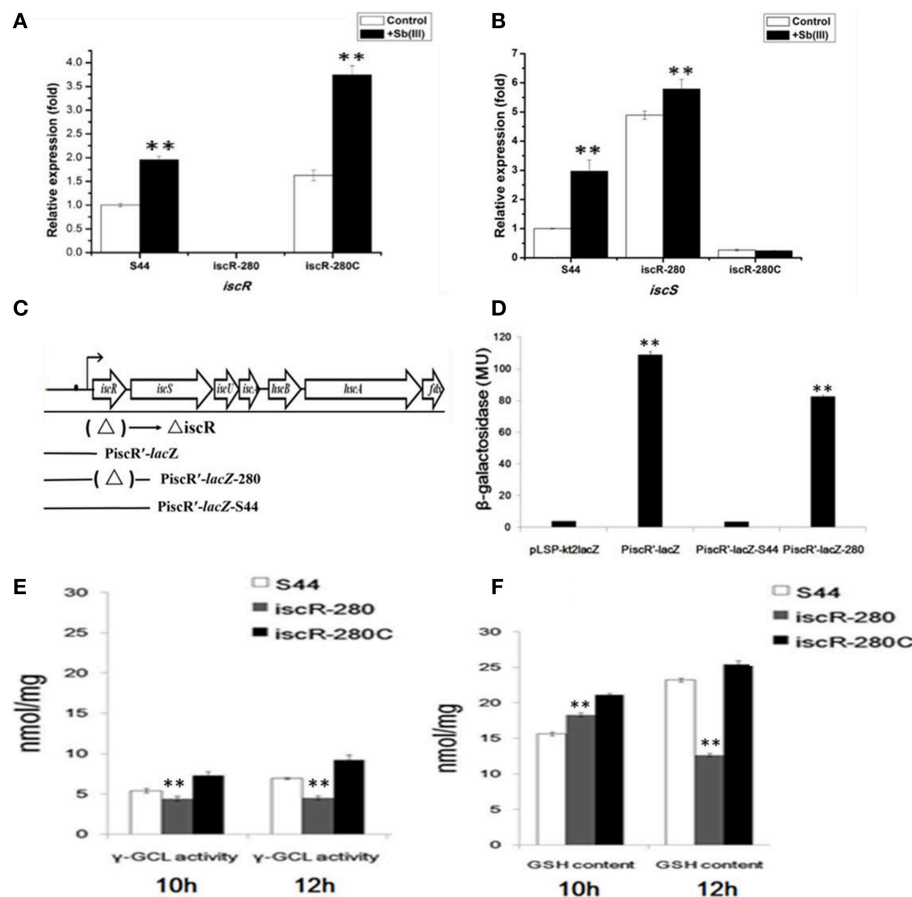 A
Control
+Sb(III)
Relative expression (fold)
4.0
3.5
3.0
2.5
2.0
1.5
1.0
0.5
0.0
**
**
S44
iscR-280
iscR-280C
iscR
B
Control
+Sb(III)
Relative expression (fold)
7
6
5
4
3
2
1
0
**
**
S44
iscR-280
iscR-280C
iscS
C
iscR
iscS
iscU
iscA
hscB
hscA
( △ ) △iscR
PiscR'-lacZ
( △ ) PiscR'-lacZ-280
PiscR'-lacZ-S44
D
β-galactosidase (MU)
120
100
80
60
40
20
0
**
**
pLSP-kt2lacZ
PiscR'-lacZ
PiscR'-lacZ-S44
PiscR'-lacZ-280
E
S44
iscR-280
iscR-280C
nmol/mg
30
25
20
15
10
5
0
**
**
γ-GCL activity
γ-GCL activity
10h
12h
F
S44
iscR-280
iscR-280C
nmol/mg
30
25
20
15
10
5
0
**
**
GSH content
GSH content
10h
12h